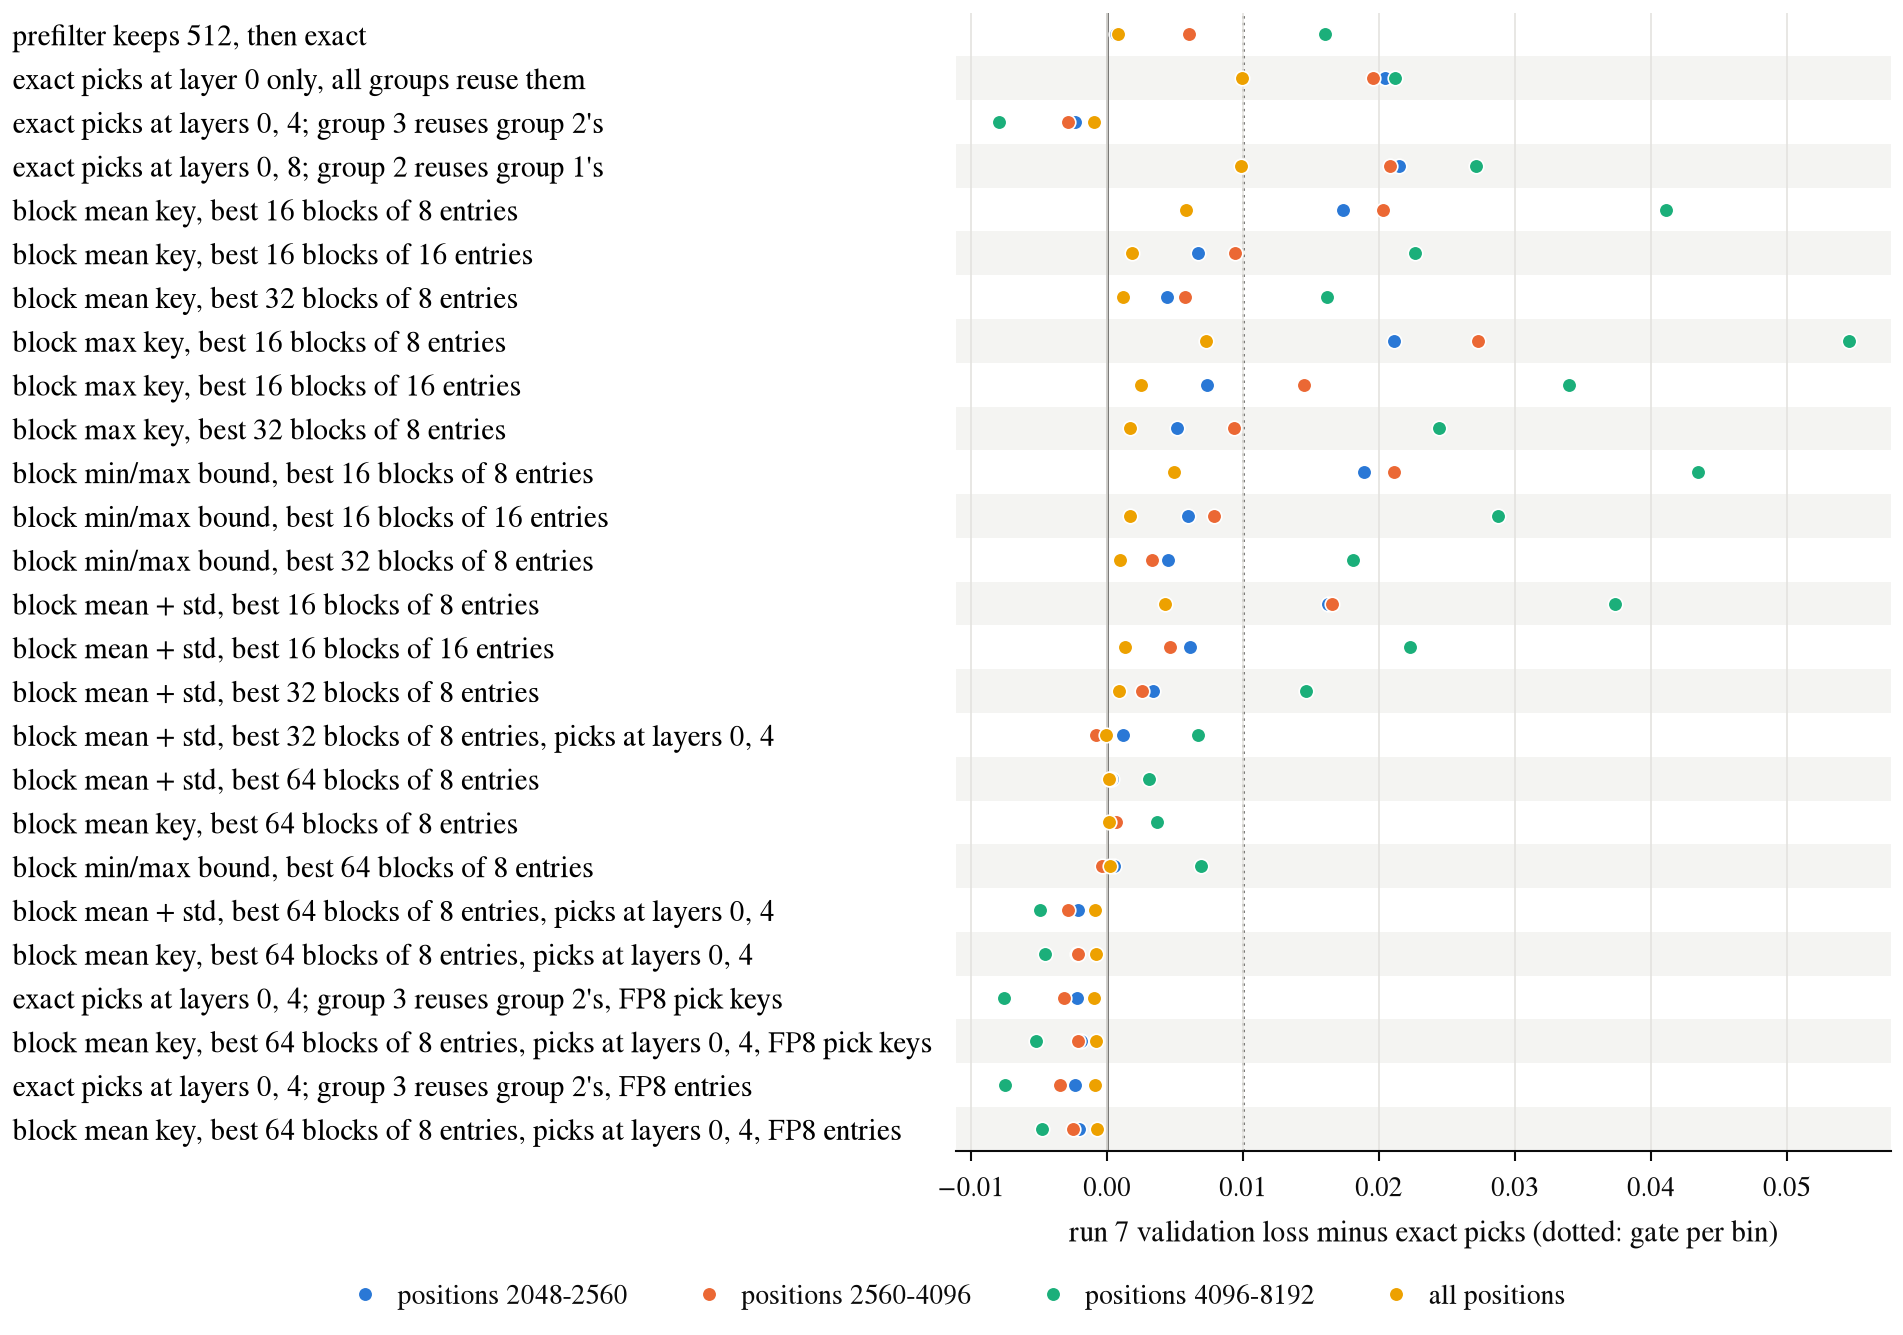 prefilter keeps 512, then exact
exact picks at layer 0 only, all groups reuse them
exact picks at layers 0, 4; group 3 reuses group 2's
exact picks at layers 0, 8; group 2 reuses group 1's
block mean key, best 16 blocks of 8 entries
block mean key, best 16 blocks of 16 entries
block mean key, best 32 blocks of 8 entries
block max key, best 16 blocks of 8 entries
block max key, best 16 blocks of 16 entries
block max key, best 32 blocks of 8 entries
block min/max bound, best 16 blocks of 8 entries
block min/max bound, best 16 blocks of 16 entries
block min/max bound, best 32 blocks of 8 entries
block mean + std, best 16 blocks of 8 entries
block mean + std, best 16 blocks of 16 entries
block mean + std, best 32 blocks of 8 entries
block mean + std, best 32 blocks of 8 entries, picks at layers 0, 4
block mean + std, best 64 blocks of 8 entries
block mean key, best 64 blocks of 8 entries
block min/max bound, best 64 blocks of 8 entries
block mean + std, best 64 blocks of 8 entries, picks at layers 0, 4
block mean key, best 64 blocks of 8 entries, picks at layers 0, 4
exact picks at layers 0, 4; group 3 reuses group 2's, FP8 pick keys
block mean key, best 64 blocks of 8 entries, picks at layers 0, 4, FP8 pick keys
exact picks at layers 0, 4; group 3 reuses group 2's, FP8 entries
block mean key, best 64 blocks of 8 entries, picks at layers 0, 4, FP8 entries
−0.01 0.00 0.01 0.02 0.03 0.04 0.05
run 7 validation loss minus exact picks (dotted: gate per bin)
positions 2048-2560 positions 2560-4096 positions 4096-8192 all positions